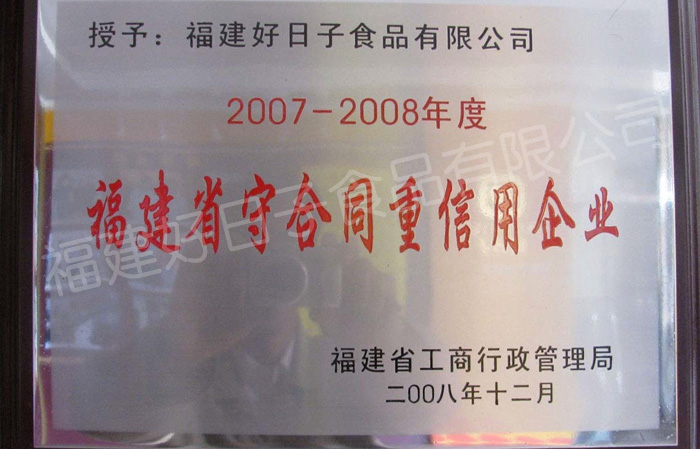 授予：福建好日子食品有限公司
2007-2008年度
福建省守合同重信用企业
福建好日子食品有限公司
福建省工商行政管理局
二00八年十二月